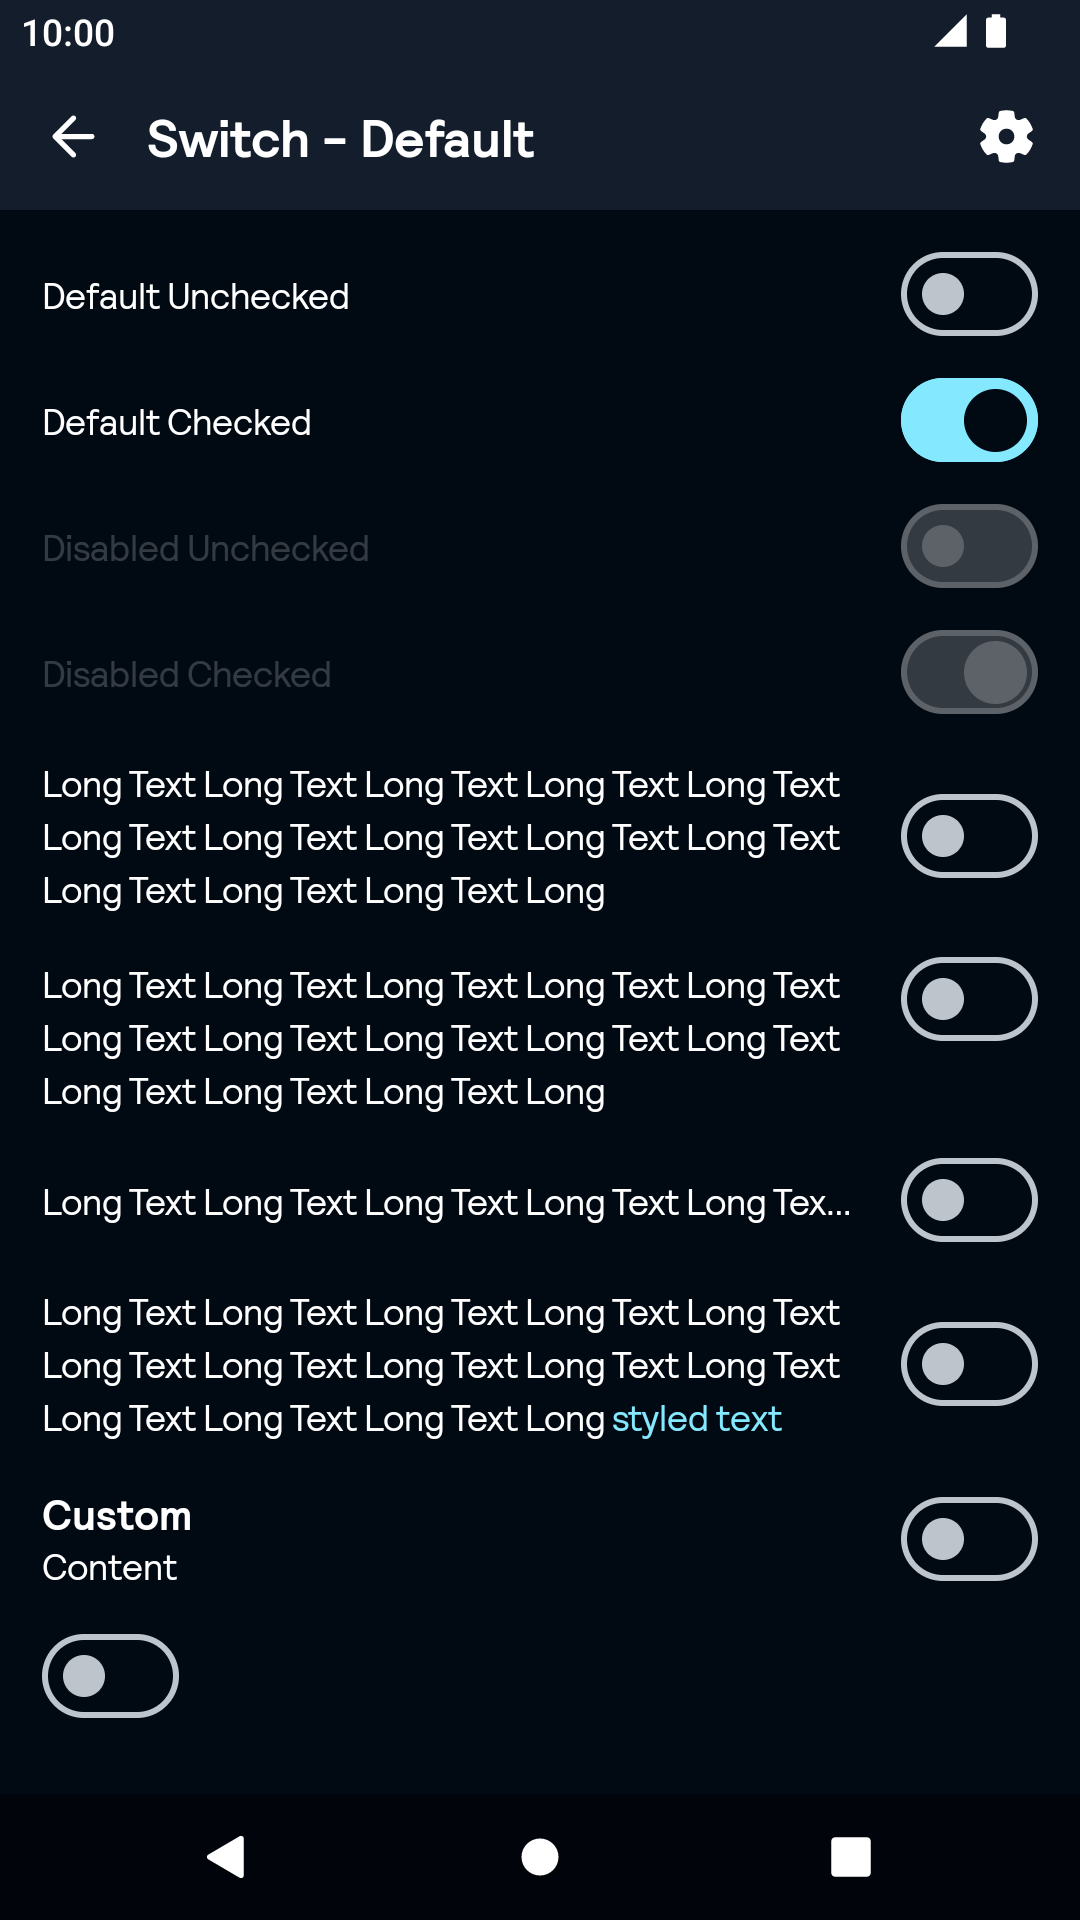 10:00
Switch - Default
Default Unchecked
Default Checked
Disabled Unchecked
Disabled Checked
Long Text Long Text Long Text Long Text Long Text
Long Text Long Text Long Text Long Text Long Text
Long Text Long Text Long Text Long
Long Text Long Text Long Text Long Text Long Text
Long Text Long Text Long Text Long Text Long Text
Long Text Long Text Long Text Long
Long Text Long Text Long Text Long Text Long Tex...
Long Text Long Text Long Text Long Text Long Text
Long Text Long Text Long Text Long Text Long Text
Long Text Long Text Long Text Long styled text
Custom
Content